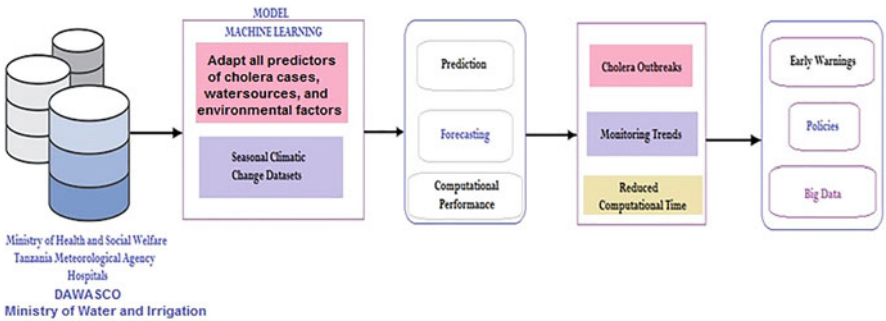 MODEL
MACHINE LEARNING
Adapt all predictors
of cholera cases,
watersources, and
environmental factors
Seasonal Climatic
Change Datasets
Prediction
Forecasting
Computational
Performance
Cholera Outbreaks
Monitoring Trends
Reduced
Computational Time
Early Warnings
Policies
Big Data
Ministry of Health and Social Welfare
Tanzania Meteorological Agency
Hospitals
DAWASCO
Ministry of Water and Irrigation